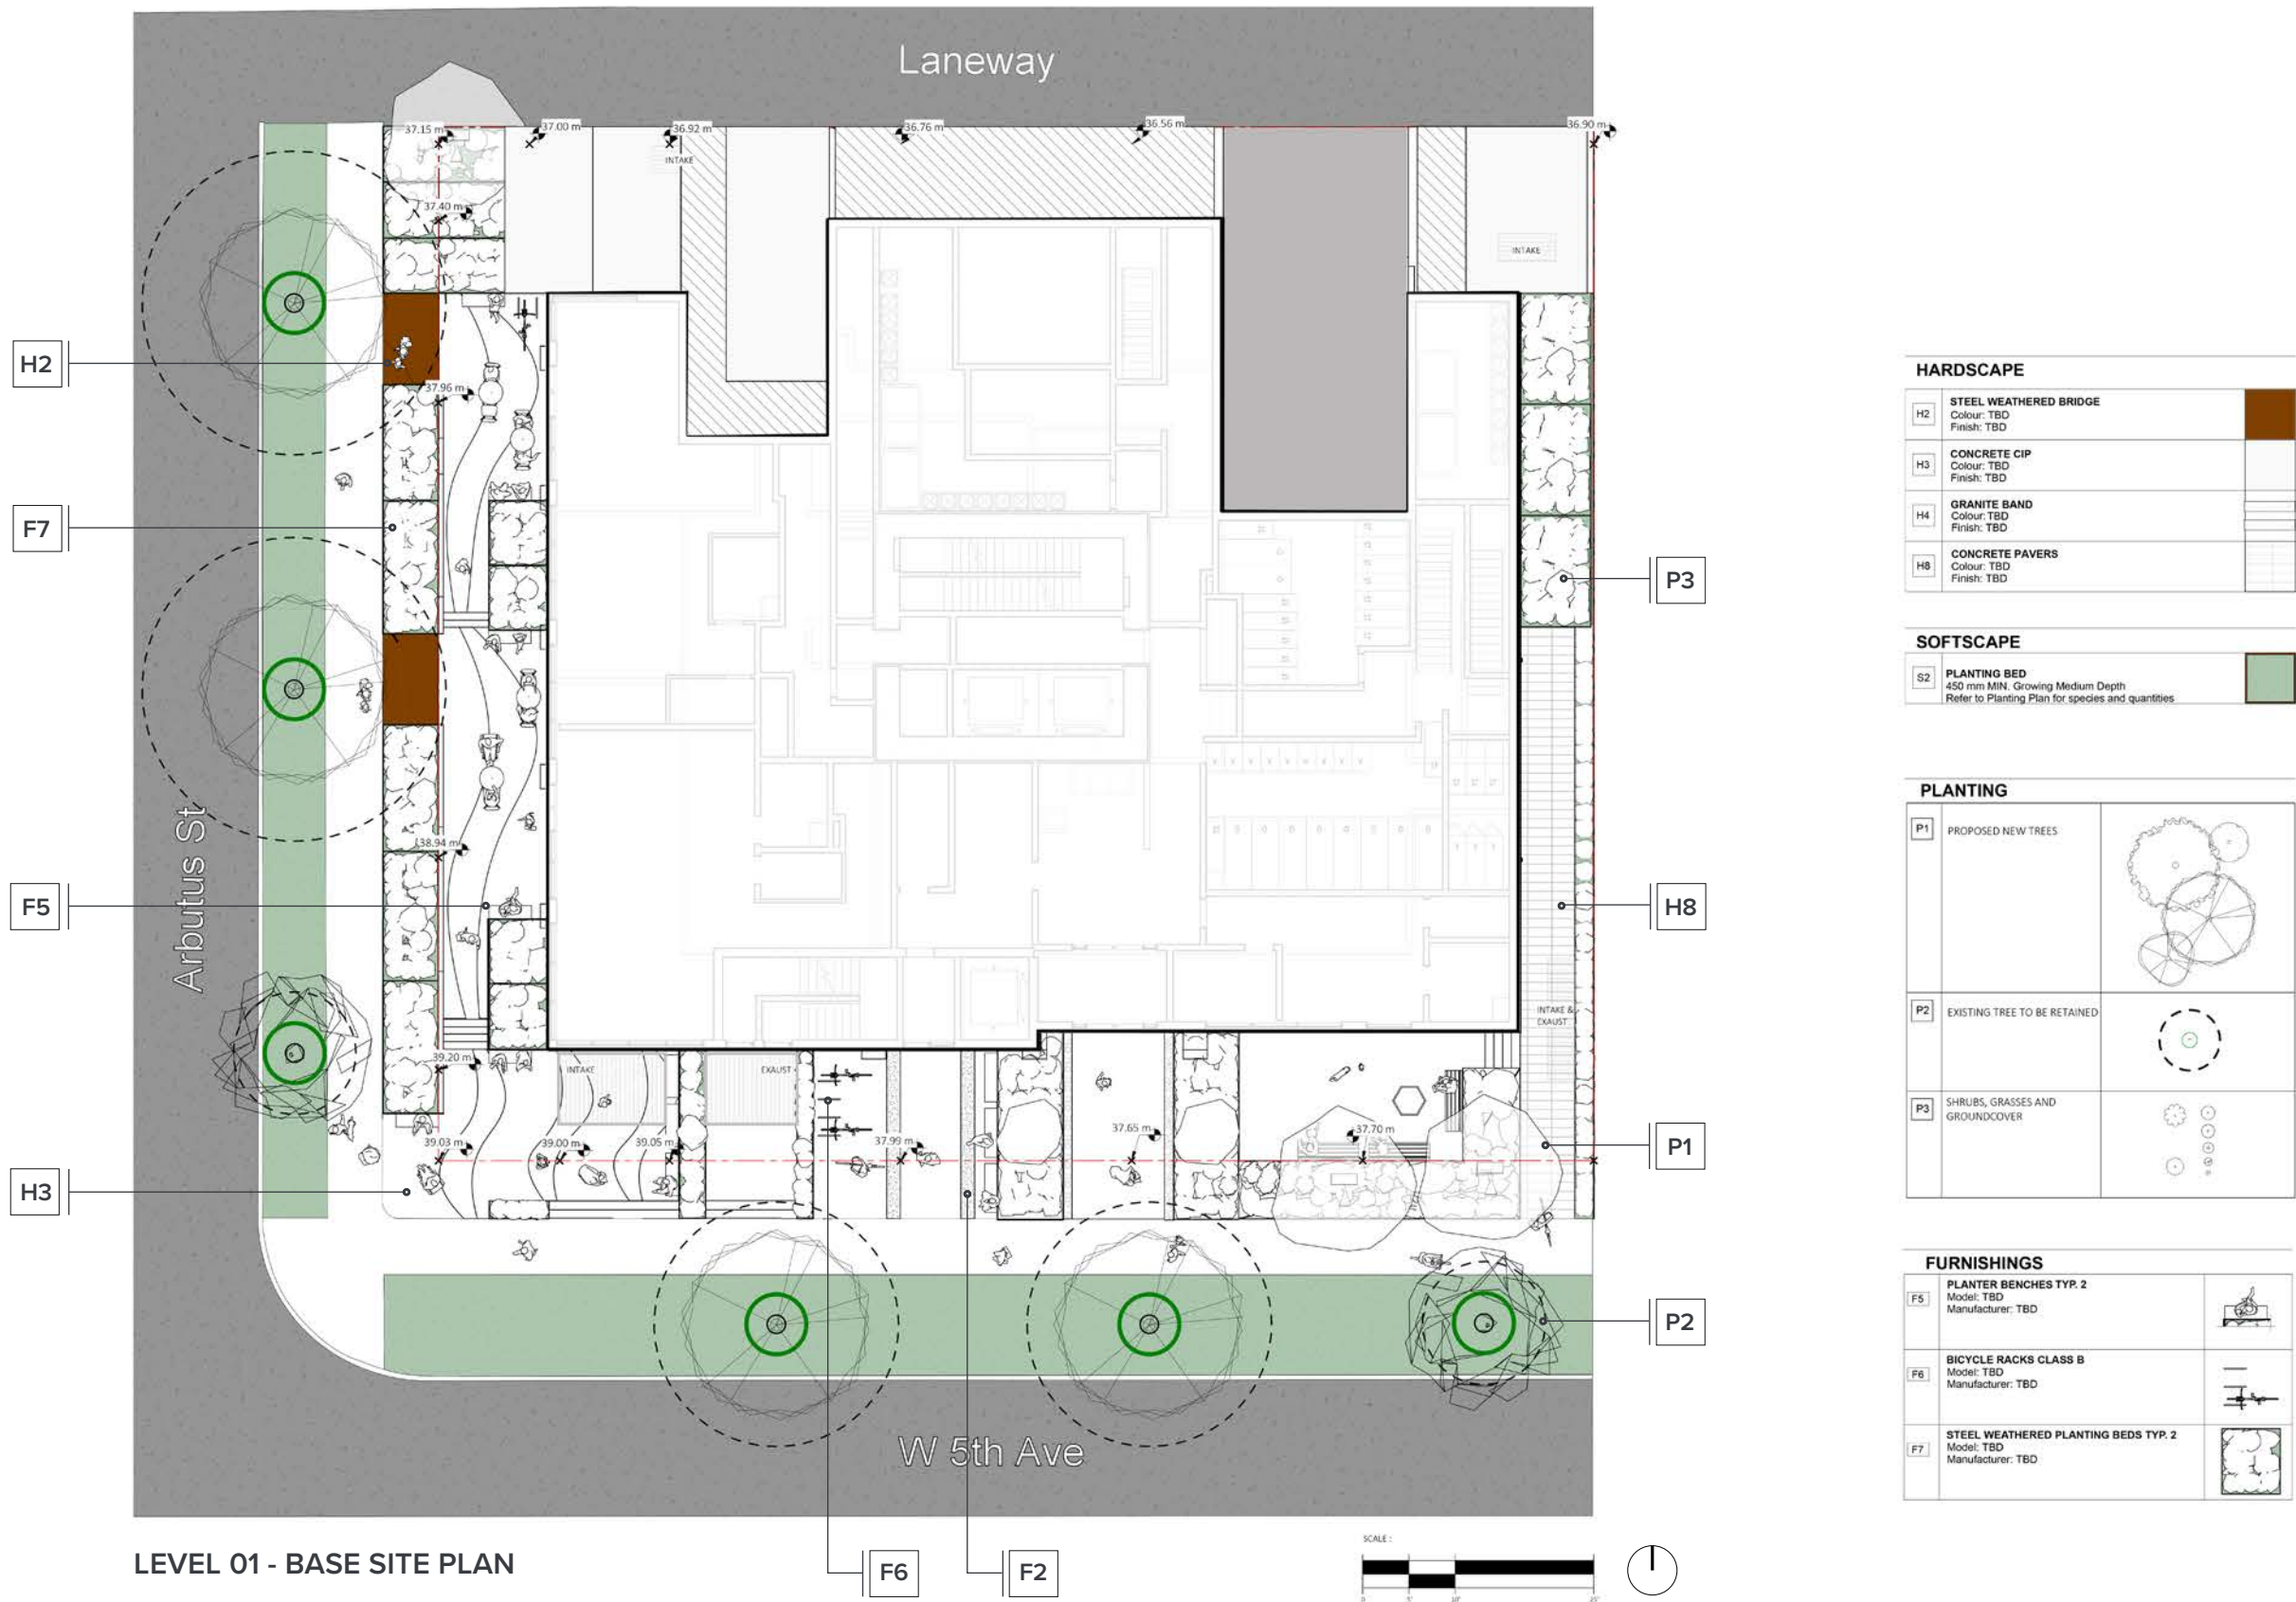 Laneway
37.15 m
37.00 m
36.92 m
36.76 m
36.56 m
36.90 m
INTAKE
37.40 m
INTAKE
H2
37.96 m
F7
P3
Arbutus St
38.94 m
F5
H8
INTAKE &
EXAUST
39.20 m
INTAKE
EXAUST
39.03 m
39.00 m
39.05 m
37.99 m
37.65 m
37.70 m
P1
H3
P2
W 5th Ave
F6
F2
LEVEL 01 - BASE SITE PLAN
SCALE :
0
5'
10'
25'
HARDSCAPE
H2
STEEL WEATHERED BRIDGE
Colour: TBD
Finish: TBD
H3
CONCRETE CIP
Colour: TBD
Finish: TBD
H4
GRANITE BAND
Colour: TBD
Finish: TBD
H8
CONCRETE PAVERS
Colour: TBD
Finish: TBD
SOFTSCAPE
S2
PLANTING BED
450 mm MIN. Growing Medium Depth
Refer to Planting Plan for species and quantities
PLANTING
P1
PROPOSED NEW TREES
P2
EXISTING TREE TO BE RETAINED
P3
SHRUBS, GRASSES AND
GROUNDCOVER
FURNISHINGS
F5
PLANTER BENCHES TYP. 2
Model: TBD
Manufacturer: TBD
F6
BICYCLE RACKS CLASS B
Model: TBD
Manufacturer: TBD
F7
STEEL WEATHERED PLANTING BEDS TYP. 2
Model: TBD
Manufacturer: TBD